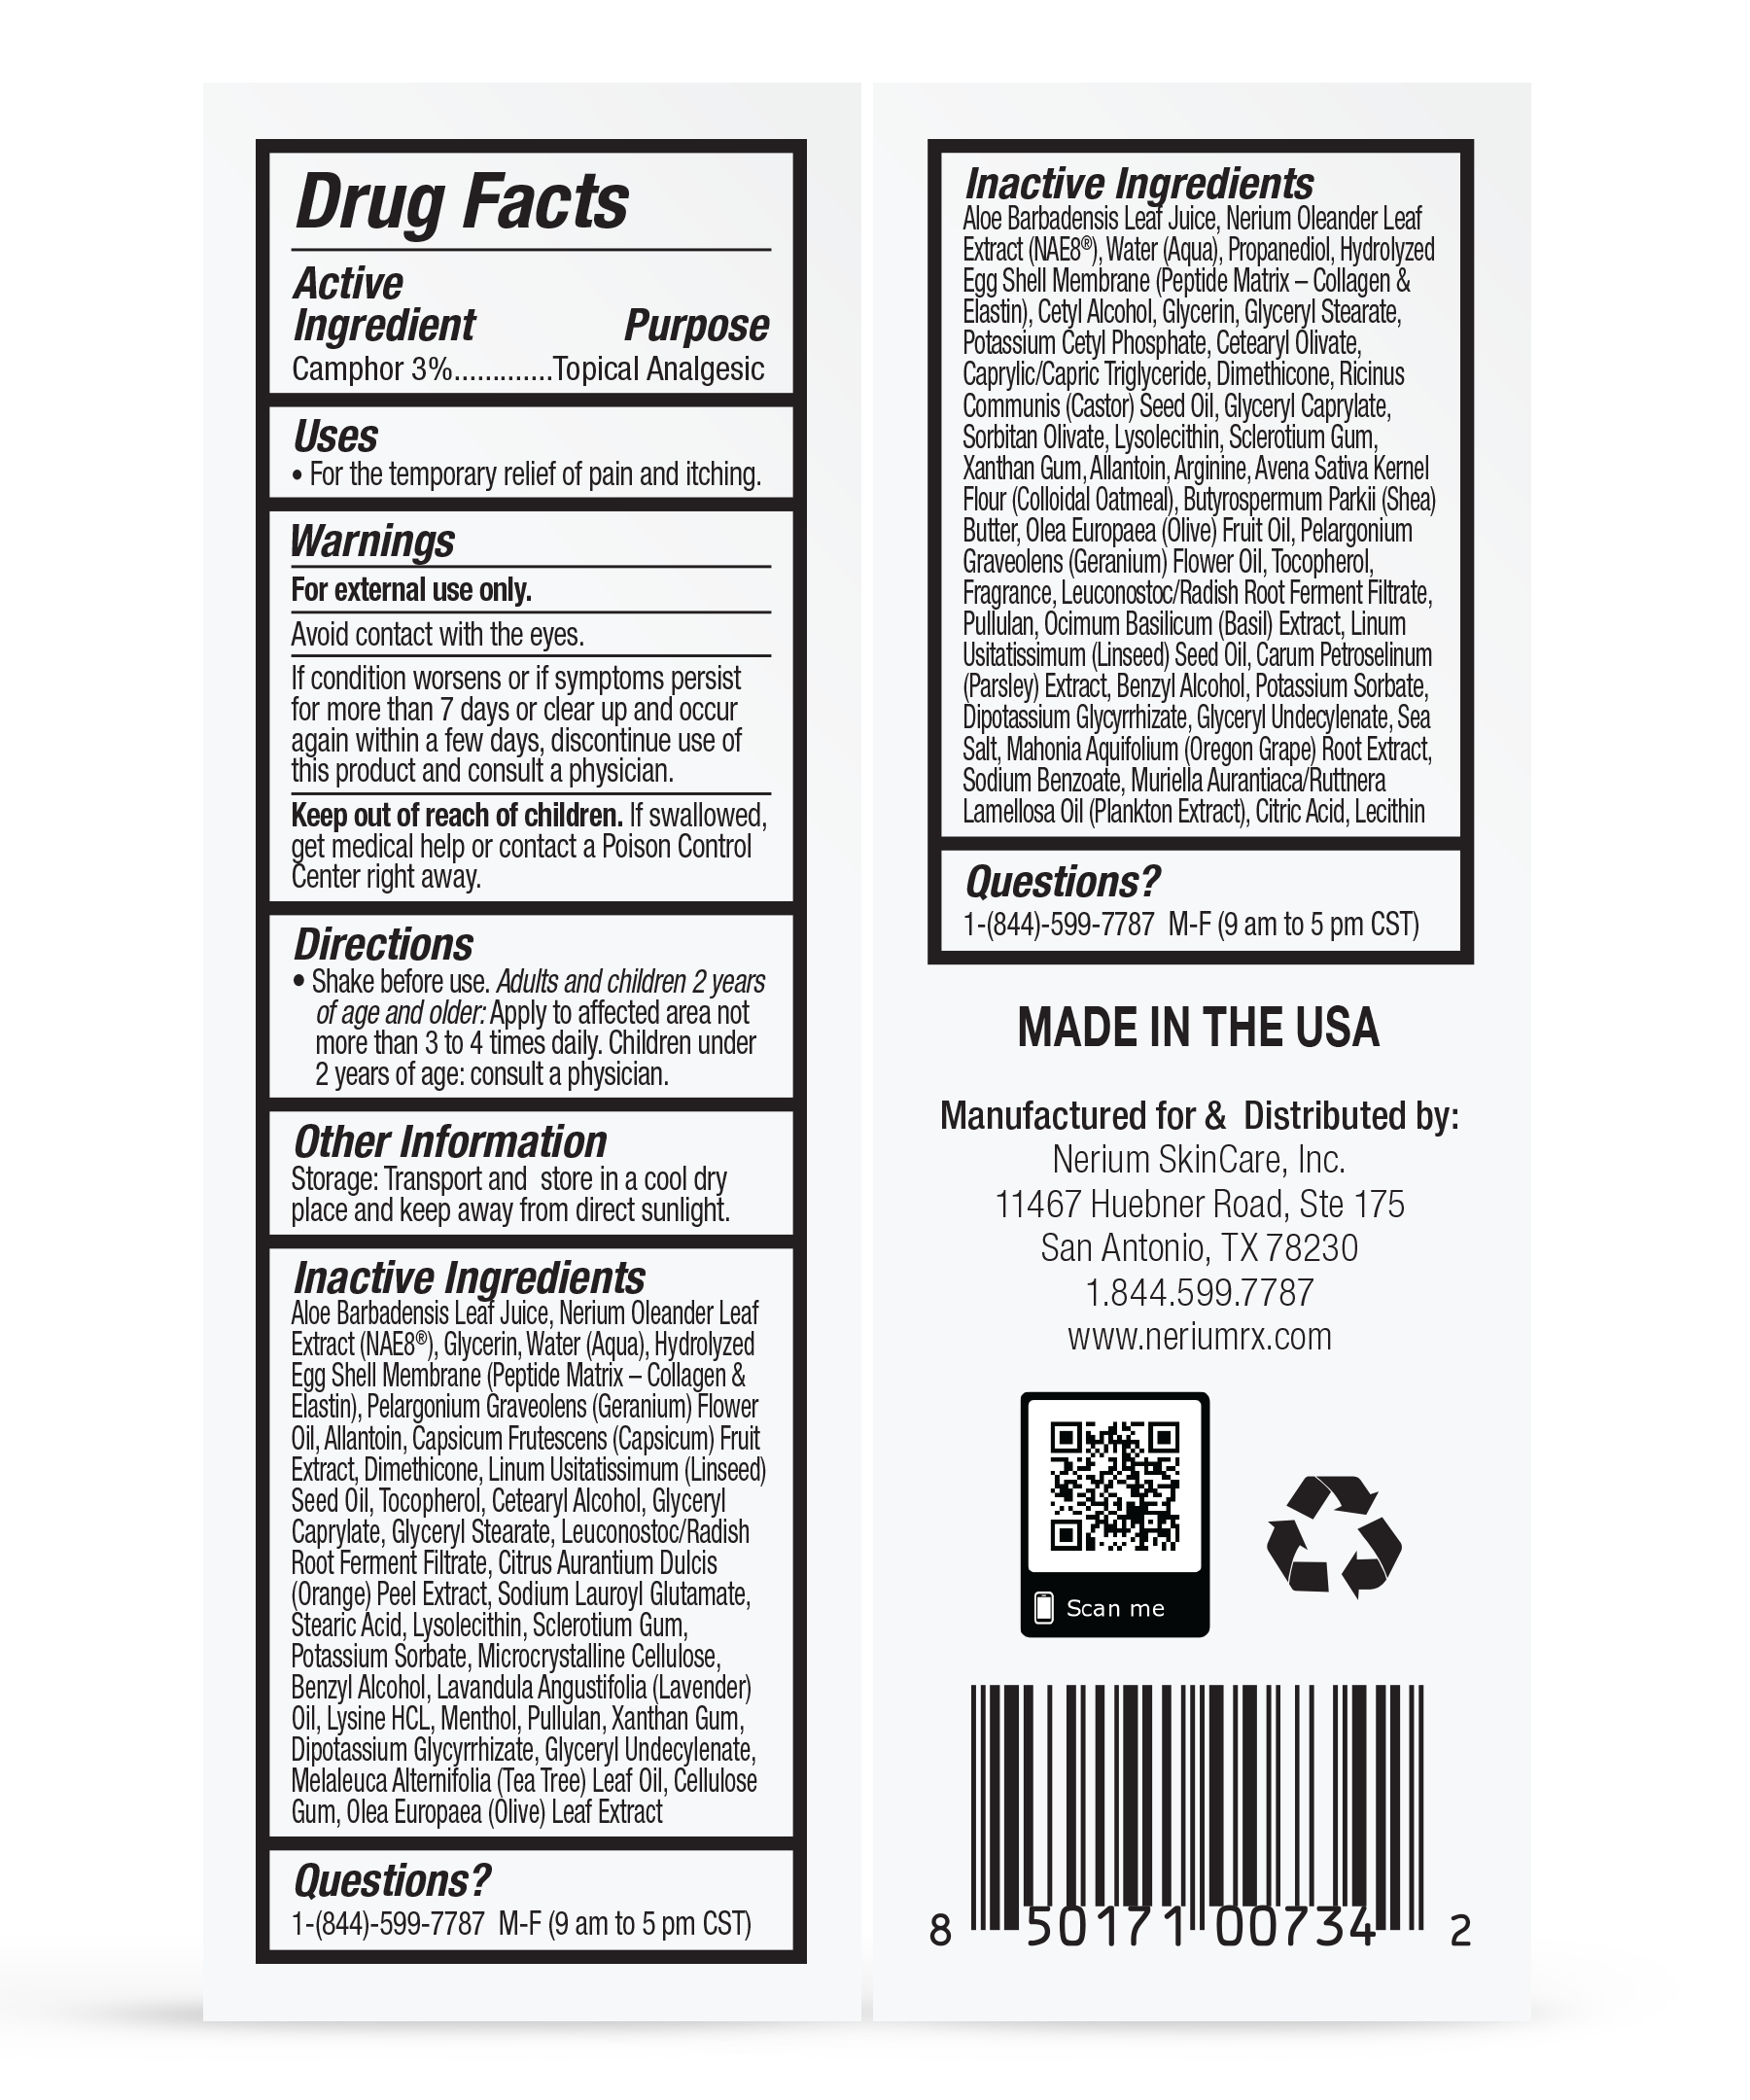 Drug Facts
Active
Ingredient Purpose
Camphor 3%.............Topical Analgesic
Uses
• For the temporary relief of pain and itching.
Warnings
For external use only.
Avoid contact with the eyes.
If condition worsens or if symptoms persist
for more than 7 days or clear up and occur
again within a few days, discontinue use of
this product and consult a physician.
Keep out of reach of children. If swallowed,
get medical help or contact a Poison Control
Center right away.
Directions
• Shake before use. Adults and children 2 years
of age and older: Apply to affected area not
more than 3 to 4 times daily. Children under
2 years of age: consult a physician.
Other Information
Storage: Transport and  store in a cool dry
place and keep away from direct sunlight.
Inactive Ingredients
Aloe Barbadensis Leaf Juice, Nerium Oleander Leaf
Extract (NAE8®), Glycerin, Water (Aqua), Hydrolyzed
Egg Shell Membrane (Peptide Matrix – Collagen &
Elastin), Pelargonium Graveolens (Geranium) Flower
Oil, Allantoin, Capsicum Frutescens (Capsicum) Fruit
Extract, Dimethicone, Linum Usitatissimum (Linseed)
Seed Oil, Tocopherol, Cetearyl Alcohol, Glyceryl
Caprylate, Glyceryl Stearate, Leuconostoc/Radish
Root Ferment Filtrate, Citrus Aurantium Dulcis
(Orange) Peel Extract, Sodium Lauroyl Glutamate,
Stearic Acid, Lysolecithin, Sclerotium Gum,
Potassium Sorbate, Microcrystalline Cellulose,
Benzyl Alcohol, Lavandula Angustifolia (Lavender)
Oil, Lysine HCL, Menthol, Pullulan, Xanthan Gum,
Dipotassium Glycyrrhizate, Glyceryl Undecylenate,
Melaleuca Alternifolia (Tea Tree) Leaf Oil, Cellulose
Gum, Olea Europaea (Olive) Leaf Extract
Questions?
1-(844)-599-7787  M-F (9 am to 5 pm CST)
Inactive Ingredients
Aloe Barbadensis Leaf Juice, Nerium Oleander Leaf
Extract (NAE8®), Water (Aqua), Propanediol, Hydrolyzed
Egg Shell Membrane (Peptide Matrix – Collagen &
Elastin), Cetyl Alcohol, Glycerin, Glyceryl Stearate,
Potassium Cetyl Phosphate, Cetearyl Olivate,
Caprylic/Capric Triglyceride, Dimethicone, Ricinus
Communis (Castor) Seed Oil, Glyceryl Caprylate,
Sorbitan Olivate, Lysolecithin, Sclerotium Gum,
Xanthan Gum, Allantoin, Arginine, Avena Sativa Kernel
Flour (Colloidal Oatmeal), Butyrospermum Parkii (Shea)
Butter, Olea Europaea (Olive) Fruit Oil, Pelargonium
Graveolens (Geranium) Flower Oil, Tocopherol,
Fragrance, Leuconostoc/Radish Root Ferment Filtrate,
Pullulan, Ocimum Basilicum (Basil) Extract, Linum
Usitatissimum (Linseed) Seed Oil, Carum Petroselinum
(Parsley) Extract, Benzyl Alcohol, Potassium Sorbate,
Dipotassium Glycyrrhizate, Glyceryl Undecylenate, Sea
Salt, Mahonia Aquifolium (Oregon Grape) Root Extract,
Sodium Benzoate, Muriella Aurantiaca/Ruttnera
Lamellosa Oil (Plankton Extract), Citric Acid, Lecithin
Questions?
1-(844)-599-7787  M-F (9 am to 5 pm CST)
MADE IN THE USA
Manufactured for &  Distributed by:
Nerium SkinCare, Inc.
11467 Huebner Road, Ste 175
San Antonio, TX 78230
1.844.599.7787
www.neriumrx.com
Scan me
8 50171 00734 2